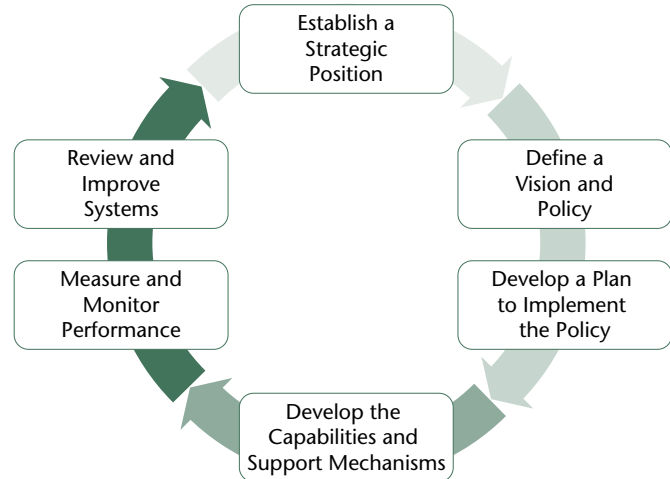 Establish a
Strategic
Position
Define a
Vision and
Policy
Develop a Plan
to Implement
the Policy
Develop the
Capabilities and
Support Mechanisms
Measure and
Monitor
Performance
Review and
Improve
Systems